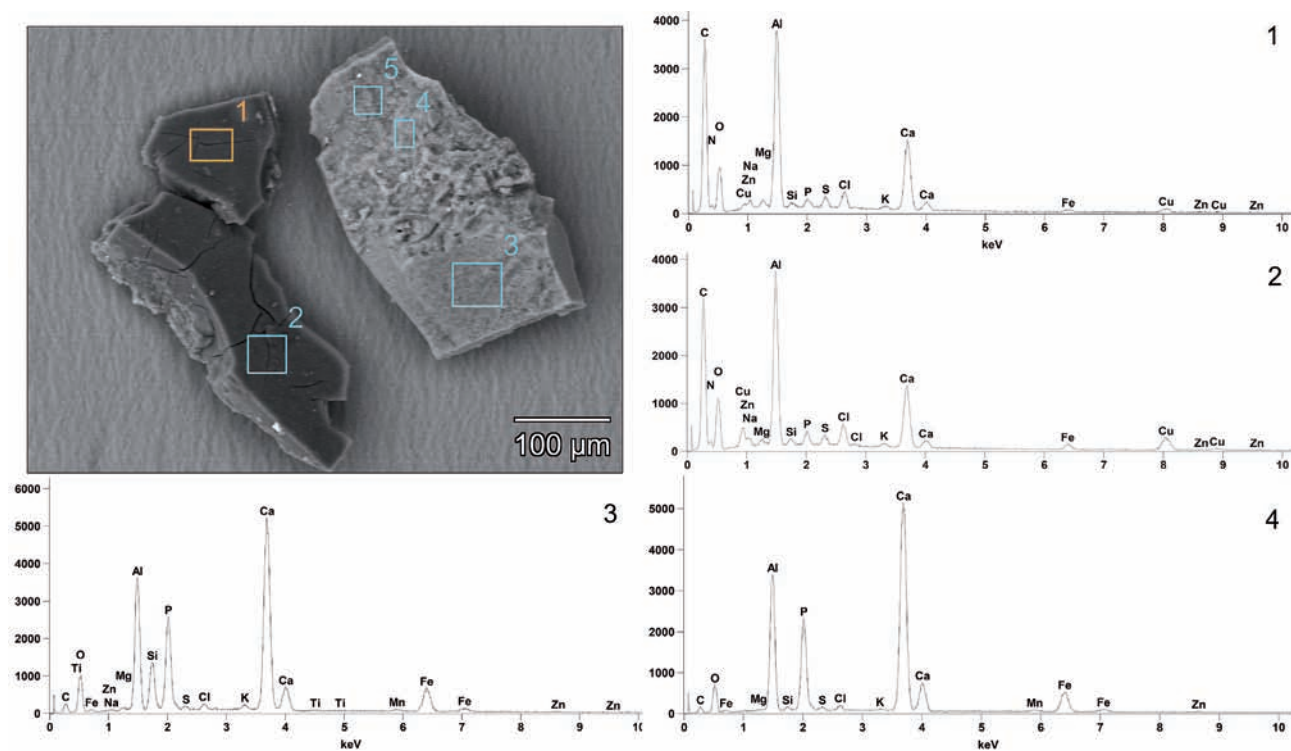 5
4
1
3
2
100 µm
1
4000
3000
2000
1000
0
C
Al
N
O
Na
Zn
Cu
Mg
Si
P
S
Cl
K
Ca
Ca
Fe
Cu
Zn
Cu
Zn
0 1 2 3 4 5 6 7 8 9 10
keV
2
4000
3000
2000
1000
0
C
Al
N
O
Cu
Zn
Na
Mg
Si
P
S
Cl
Cl
K
Ca
Ca
Fe
Cu
Zn
Cu
Zn
0 1 2 3 4 5 6 7 8 9 10
keV
3
6000
5000
4000
3000
2000
1000
0
C
O
Ti
Fe
Zn
Na
Mg
Al
Si
P
S
Cl
K
Ca
Ca
Ti
Ti
Mn
Fe
Fe
Zn
Zn
0 1 2 3 4 5 6 7 8 9 10
keV
4
5000
4000
3000
2000
1000
0
C
O
Fe
Mg
Al
Si
P
S
Cl
K
Ca
Ca
Mn
Fe
Fe
Zn
0 1 2 3 4 5 6 7 8 9 10
keV